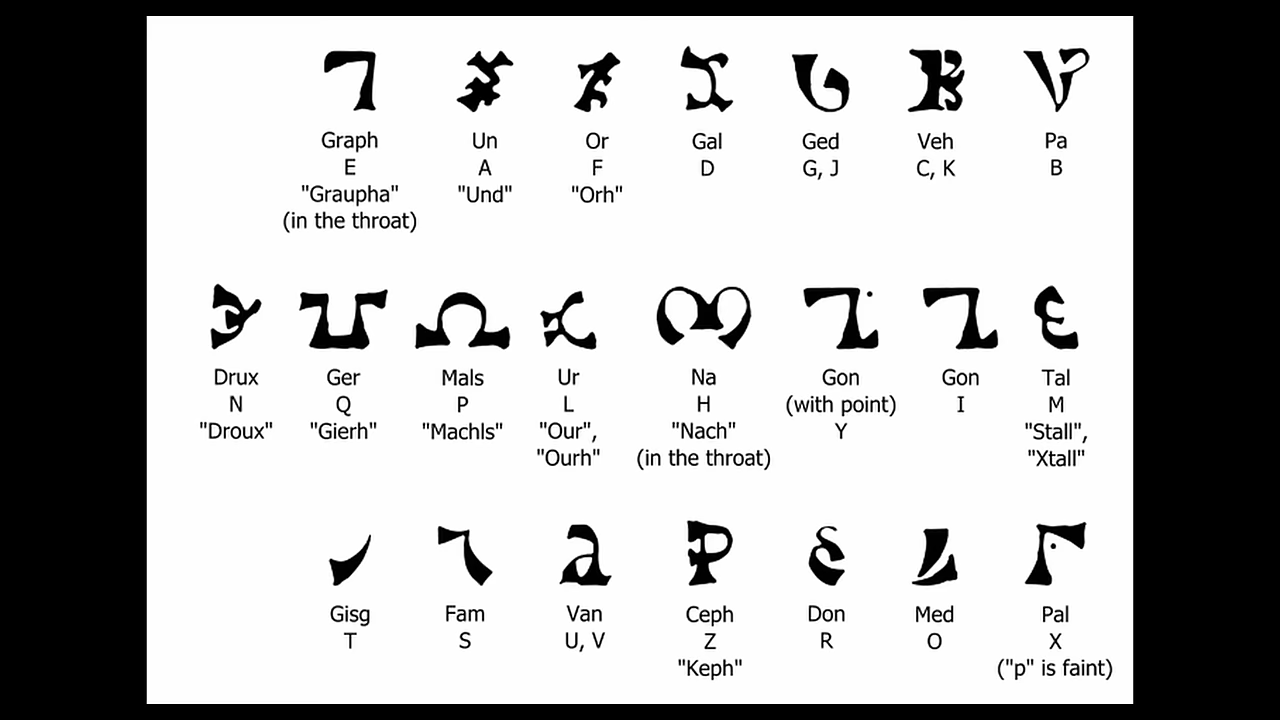 Graph Un Or Gal Ged Veh Pa
E A F D G, J C, K B
"Graupha" "Und" "Orh"
(in the throat)
Drux Ger Mals Ur Na Gon Gon Tal
N Q P L H (with point) I M
"Droux" "Gierh" "Machls" "Our", "Nach" Y "Stall",
"Ourh" (in the throat) "Xtall"
Gisg Fam Van Ceph Don Med Pal
T S U, V Z R O X
"Keph" ("p" is faint)